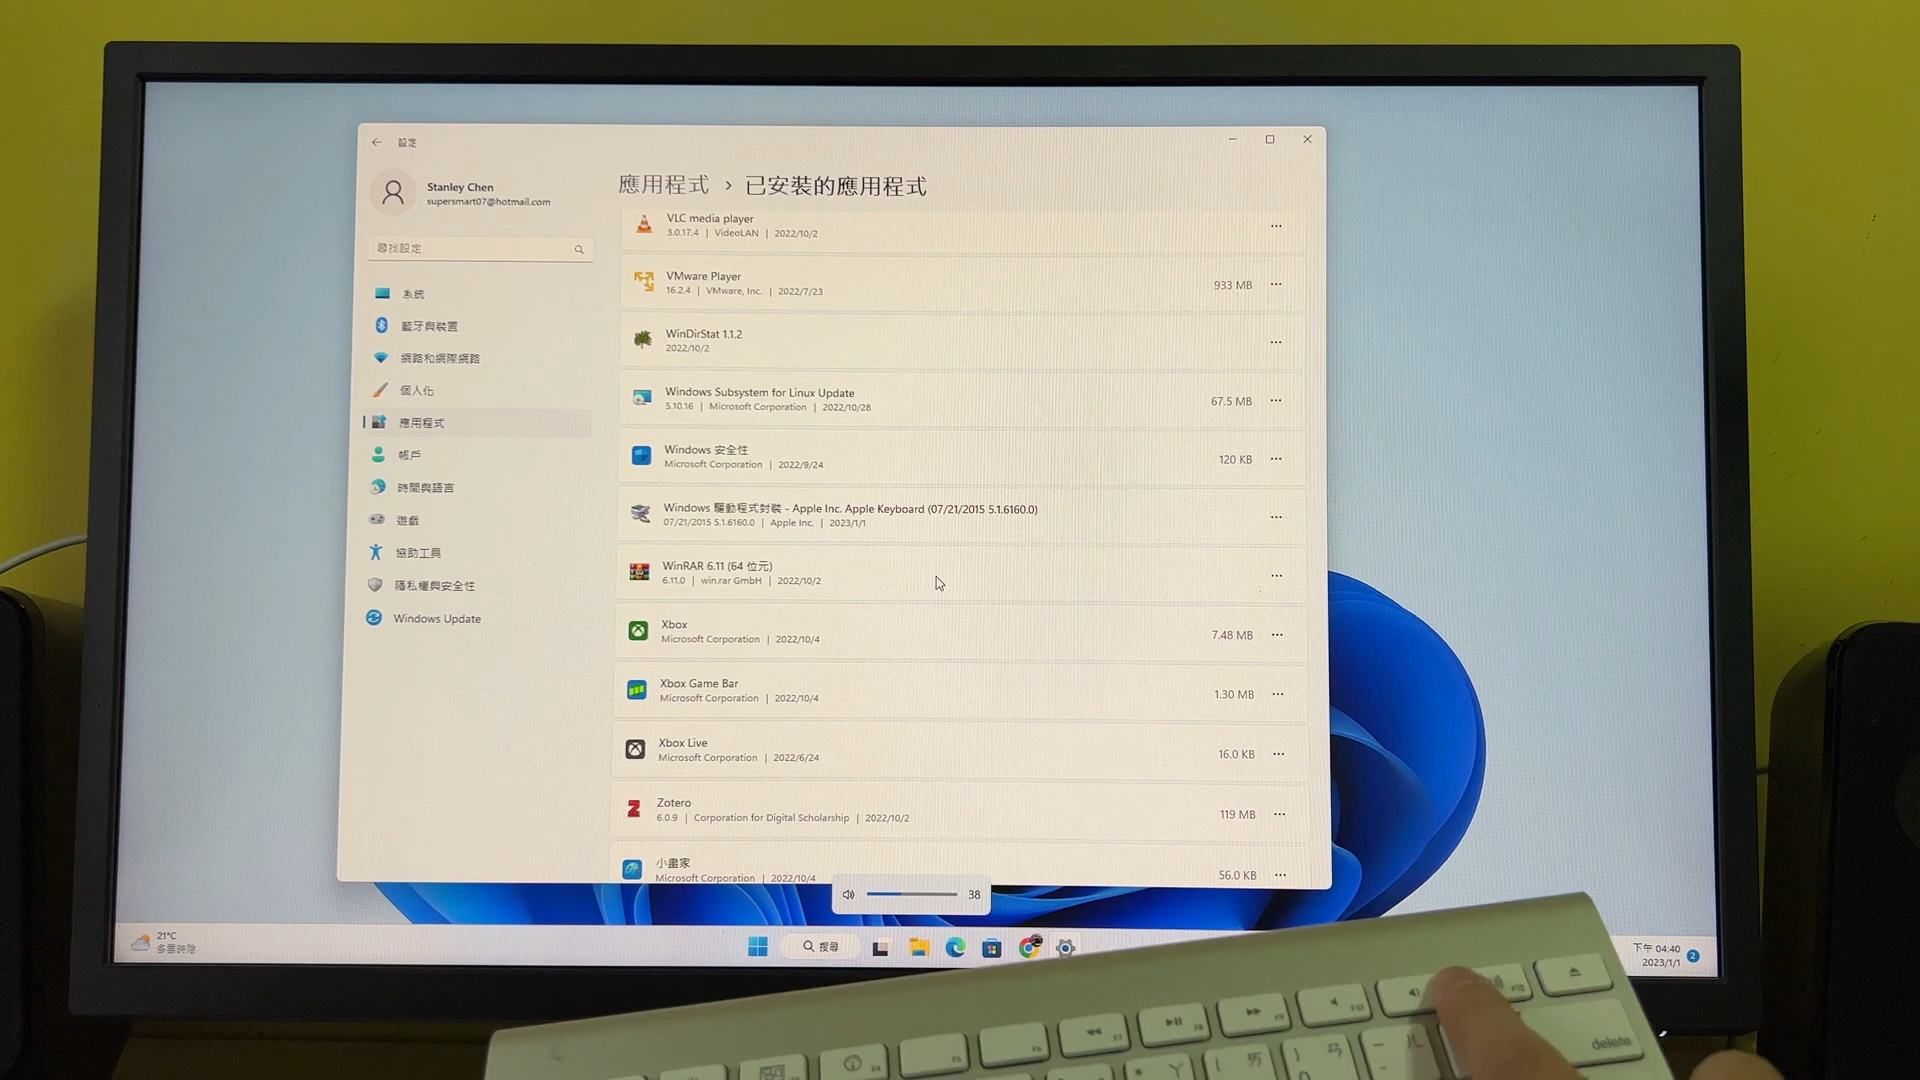 設定
Stanley Chen
supersmart07@hotmail.com
尋找設定
系統
藍牙與裝置
網路和網際網路
個人化
應用程式
帳戶
時間與語言
遊戲
協助工具
隱私權與安全性
Windows Update
應用程式 › 已安裝的應用程式
VLC media player
3.0.17.4 | VideoLAN | 2022/10/2
VMware Player
16.2.4 | VMware, Inc. | 2022/7/23
933 MB
WinDirStat 1.1.2
2022/10/2
Windows Subsystem for Linux Update
5.10.16 | Microsoft Corporation | 2022/10/28
67.5 MB
Windows 安全性
Microsoft Corporation | 2022/9/24
120 KB
Windows 驅動程式封裝 - Apple Inc. Apple Keyboard (07/21/2015 5.1.6160.0)
07/21/2015 5.1.6160.0 | Apple Inc. | 2023/1/1
WinRAR 6.11 (64 位元)
6.11.0 | win.rar GmbH | 2022/10/2
Xbox
Microsoft Corporation | 2022/10/4
7.48 MB
Xbox Game Bar
Microsoft Corporation | 2022/10/4
1.30 MB
Xbox Live
Microsoft Corporation | 2022/6/24
16.0 KB
Zotero
6.0.9 | Corporation for Digital Scholarship | 2022/10/2
119 MB
小畫家
Microsoft Corporation | 2022/10/4
56.0 KB
38
21°C
多雲時陰
搜尋
下午 04:40
2023/1/1
2
F7
F8
F9
F10
F12
delete
ㄞ
ㄢ
ㄦ
ㄚ